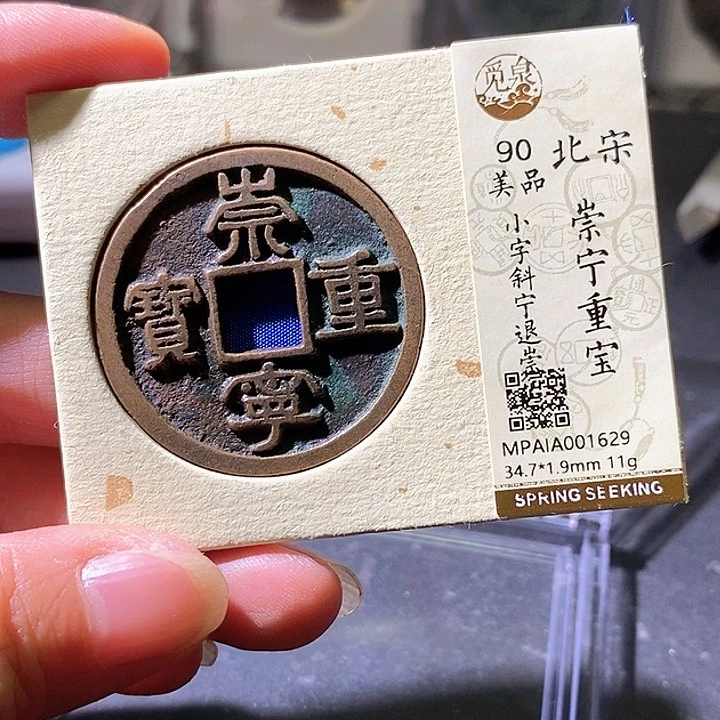 崇
重
寧
寶
覓泉
北宋
崇宁重宝
90
美品
小字斜宁退崇
MPAIA001629
34.7*1.9mm 11g
SPRING SEEKING